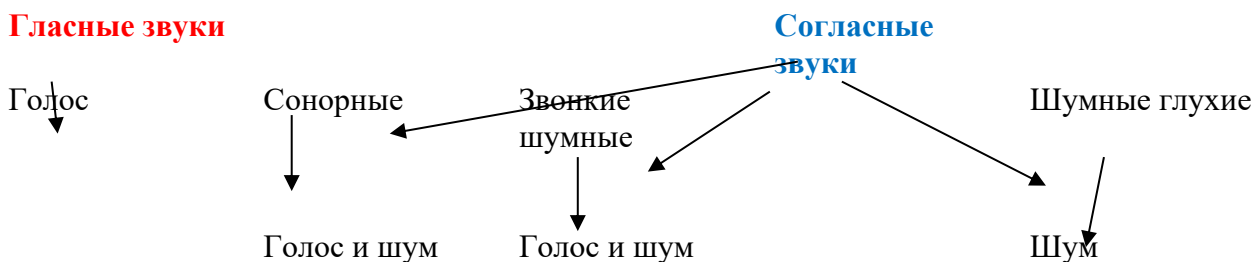 Гласные звуки
Согласные
звуки
Голос
Сонорные
Звонкие
шумные
Шумные глухие
Голос и шум
Голос и шум
Шум